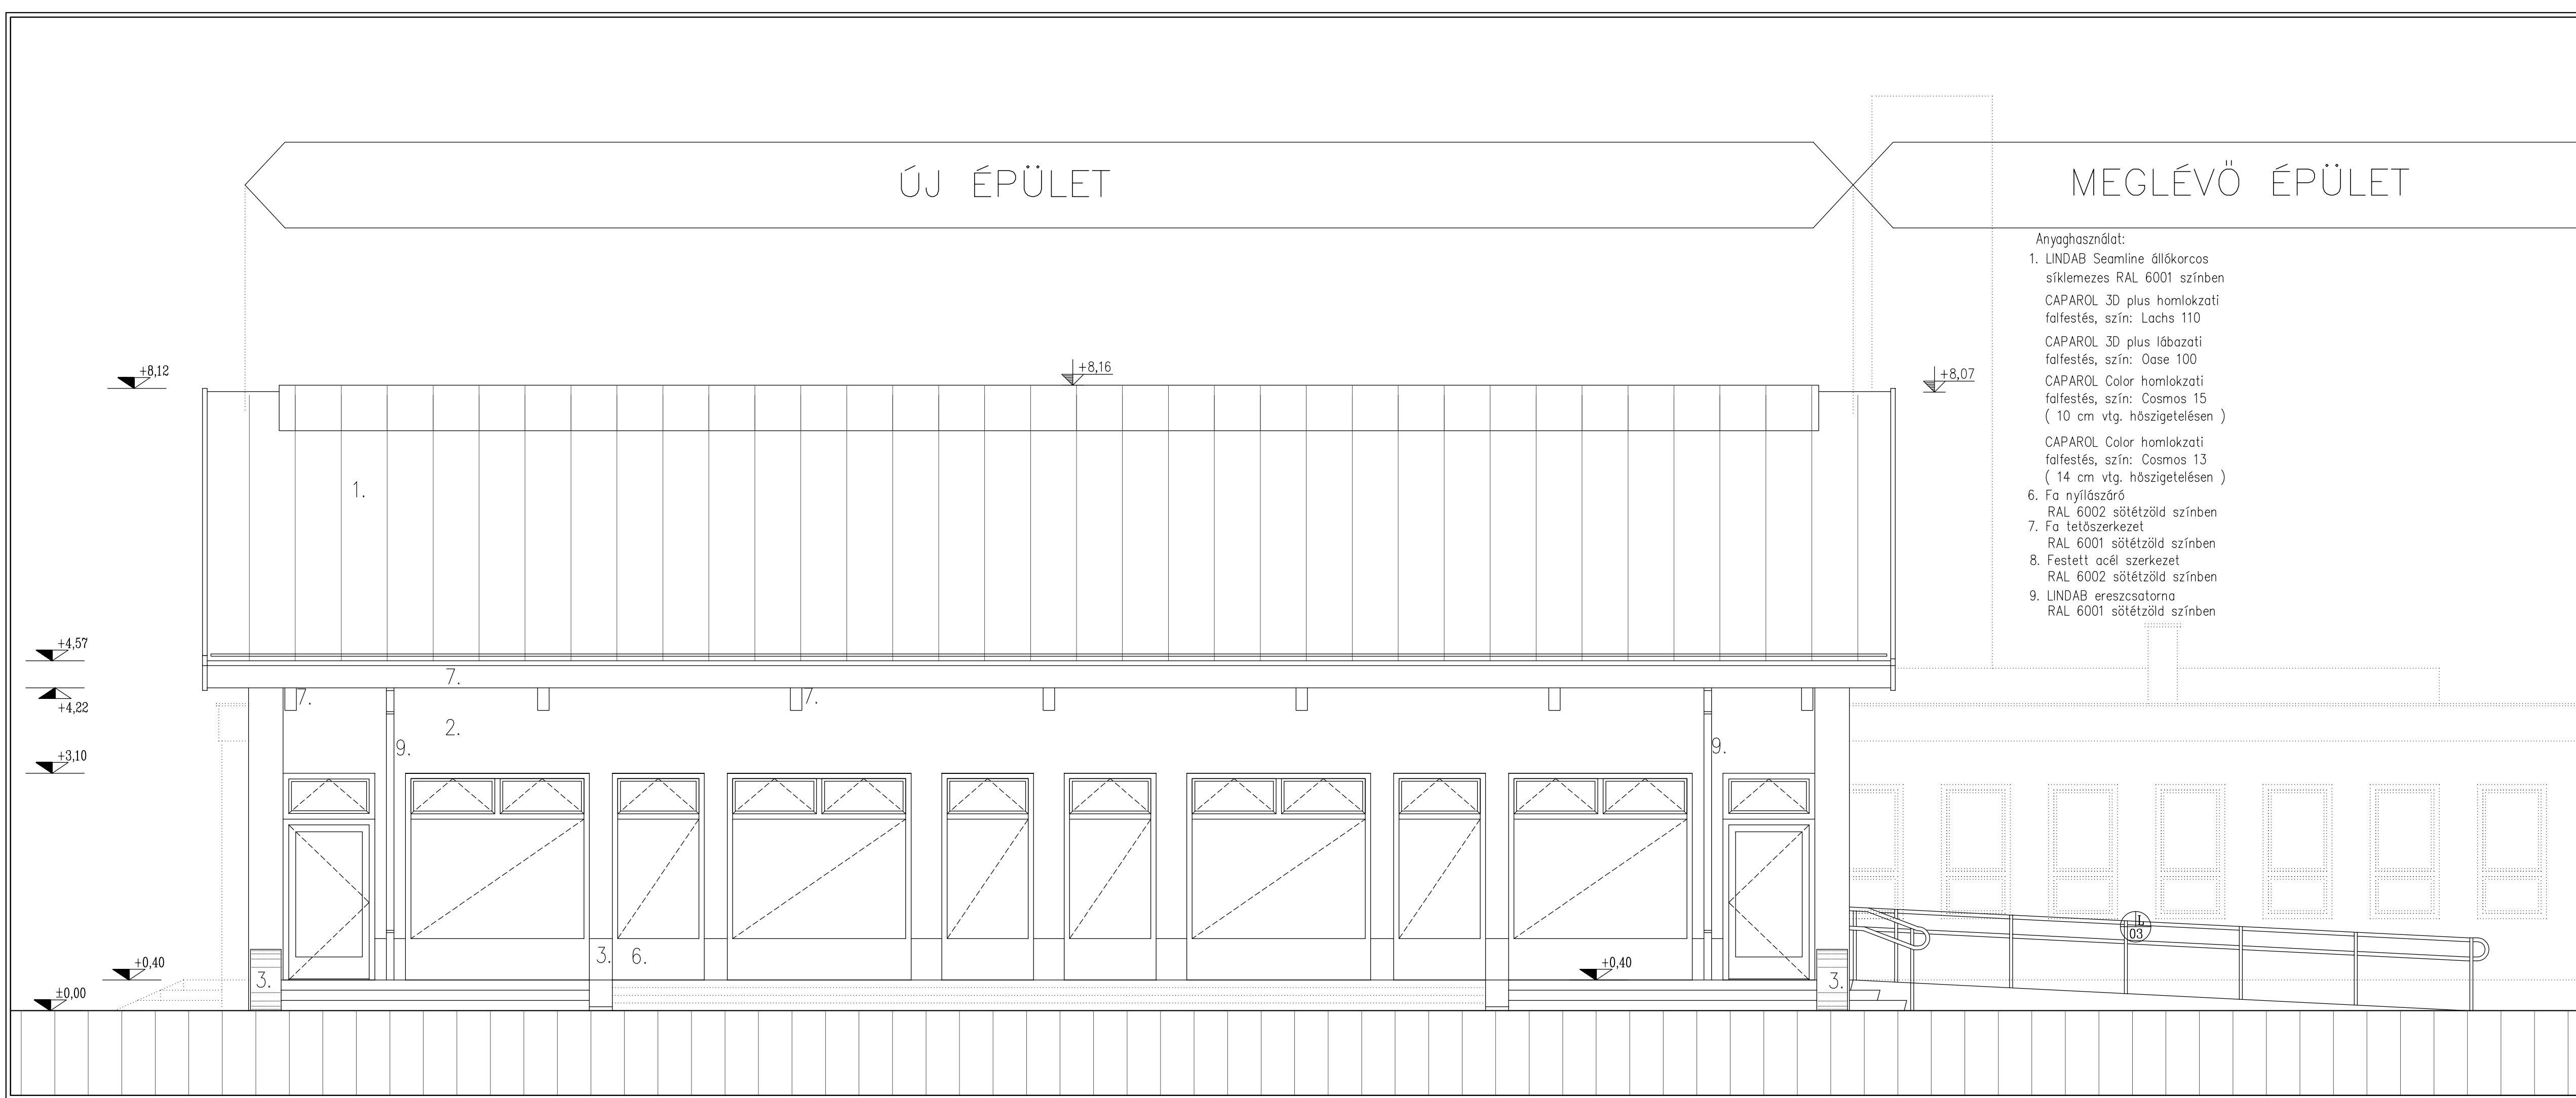 ÚJ ÉPÜLET
MEGLÉVŐ ÉPÜLET
Anyaghasználat:
1. LINDAB Seamline állókorcos
síklemezes RAL 6001 színben
CAPAROL 3D plus homlokzati
falfestés, szín: Lachs 110
CAPAROL 3D plus lábazati
falfestés, szín: Oase 100
CAPAROL Color homlokzati
falfestés, szín: Cosmos 15
( 10 cm vtg. hőszigetelésen )
CAPAROL Color homlokzati
falfestés, szín: Cosmos 13
( 14 cm vtg. hőszigetelésen )
6. Fa nyílászáró
RAL 6002 sötétzöld színben
7. Fa tetőszerkezet
RAL 6001 sötétzöld színben
8. Festett acél szerkezet
RAL 6002 sötétzöld színben
9. LINDAB ereszcsatorna
RAL 6001 sötétzöld színben
+8,12
+8,16
+8,07
1.
+4,57
7.
+4,22
7.
7.
2.
9.
9.
+3,10
L
03
3.
6.
+0,40
+0,40
3.
3.
±0,00